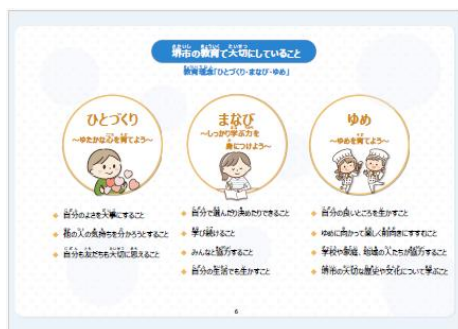 堺市の教育で大切にしていること
教育理念「ひとづくり・まなび・ゆめ」
ひとづくり
～ゆたかな心を育てよう～
まなび
～しっかり学ぶ力を
身につけよう～
ゆめ
～ゆめを育てよう～
自分のよさを大事にすること
他の人の気持ちを分かろうとすること
自分も友だちも大切に思えること
自分で選んだり決めたりできること
学び続けること
みんなと協力すること
自分の生活でも生かすこと
自分の良いところを生かすこと
ゆめに向かって楽しく前向きにすすむこと
学校や家庭、地域の人たちが協力すること
堺市の大切な歴史や文化について学ぶこと
6